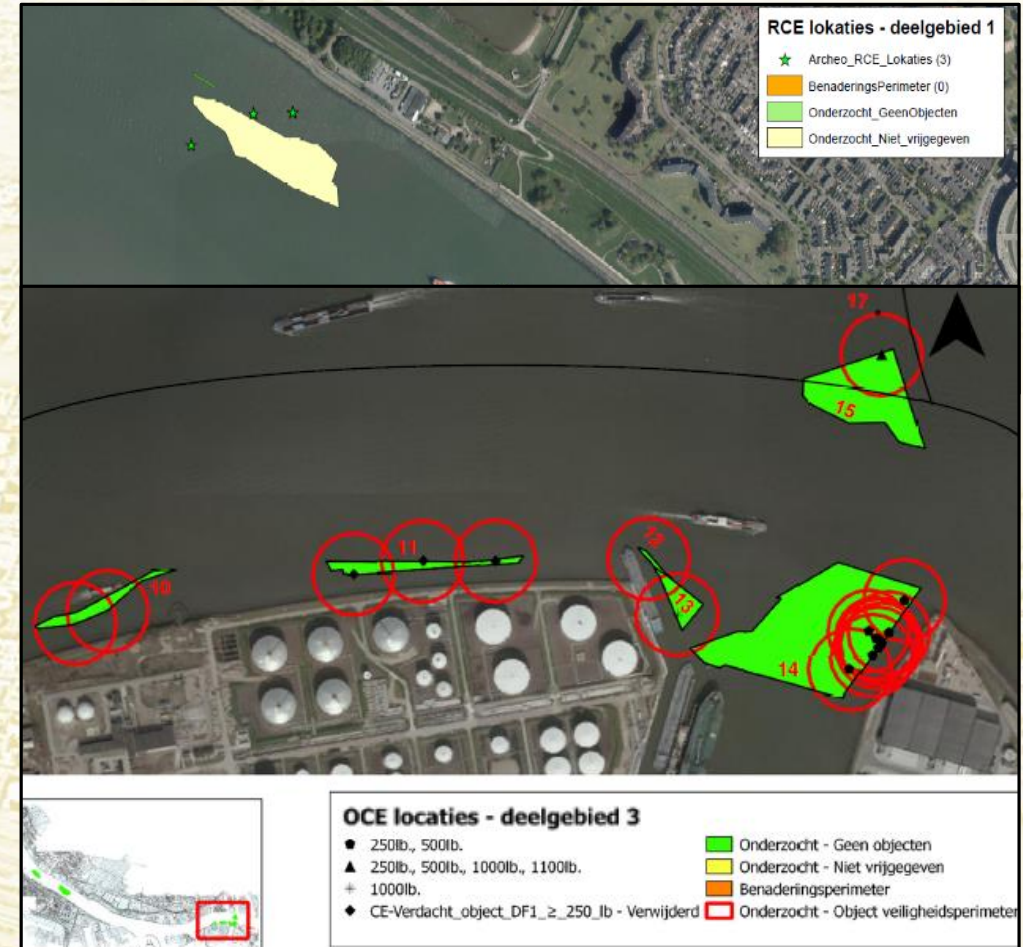 RCE lokaties - deelgebied 1
Archeo_RCE_Lokaties (3)
BenaderingsPerimeter (0)
Onderzocht_GeenObjecten
Onderzocht_Niet_vrijgegeven
17
15
11
10
13
14
OCE locaties - deelgebied 3
250lb., 500lb.
250lb., 500lb., 1000lb., 1100lb.
1000lb.
CE-Verdacht_object_DF1_≥_250_lb - Verwijderd
Onderzocht - Geen objecten
Onderzocht - Niet vrijgegeven
Benaderiingsperimeter
Onderzocht - Object veiligheidsperimeter